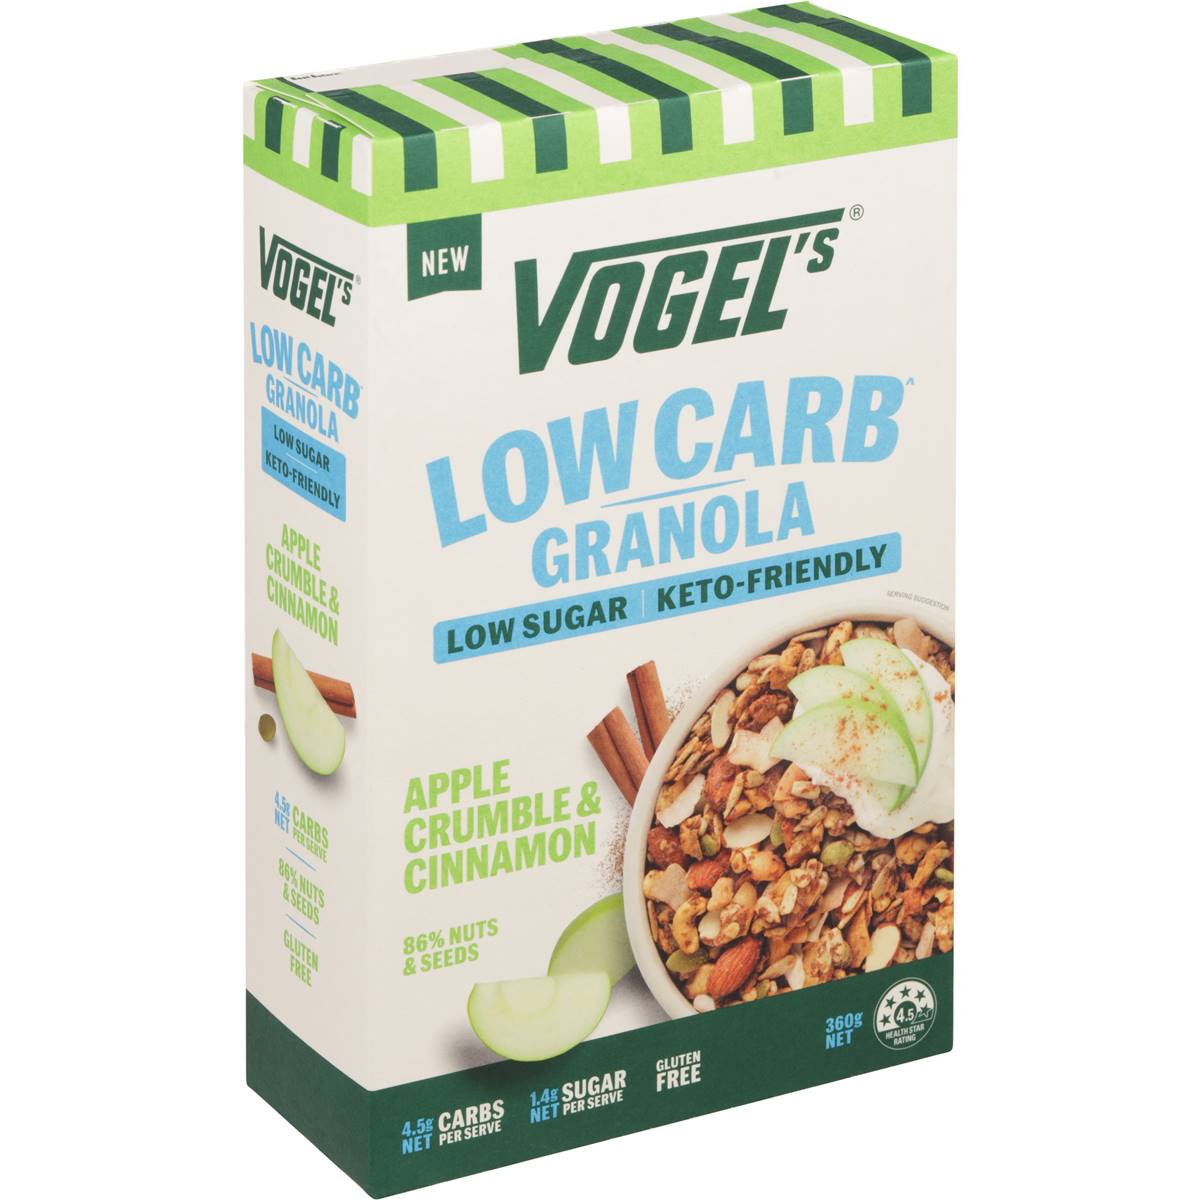 NEW
VOGEL'S®
LOW CARB^
GRANOLA
LOW SUGAR | KETO-FRIENDLY
SERVING SUGGESTION
APPLE
CRUMBLE &
CINNAMON
86% NUTS
& SEEDS
360g
NET
4.5
HEALTH STAR
RATING
4.5g NET CARBS PER SERVE
1.4g NET SUGAR PER SERVE
GLUTEN
FREE
VOGEL'S®
LOW CARB^
GRANOLA
LOW SUGAR
KETO-FRIENDLY
APPLE
CRUMBLE &
CINNAMON
4.5g NET CARBS PER SERVE
86% NUTS
& SEEDS
GLUTEN
FREE